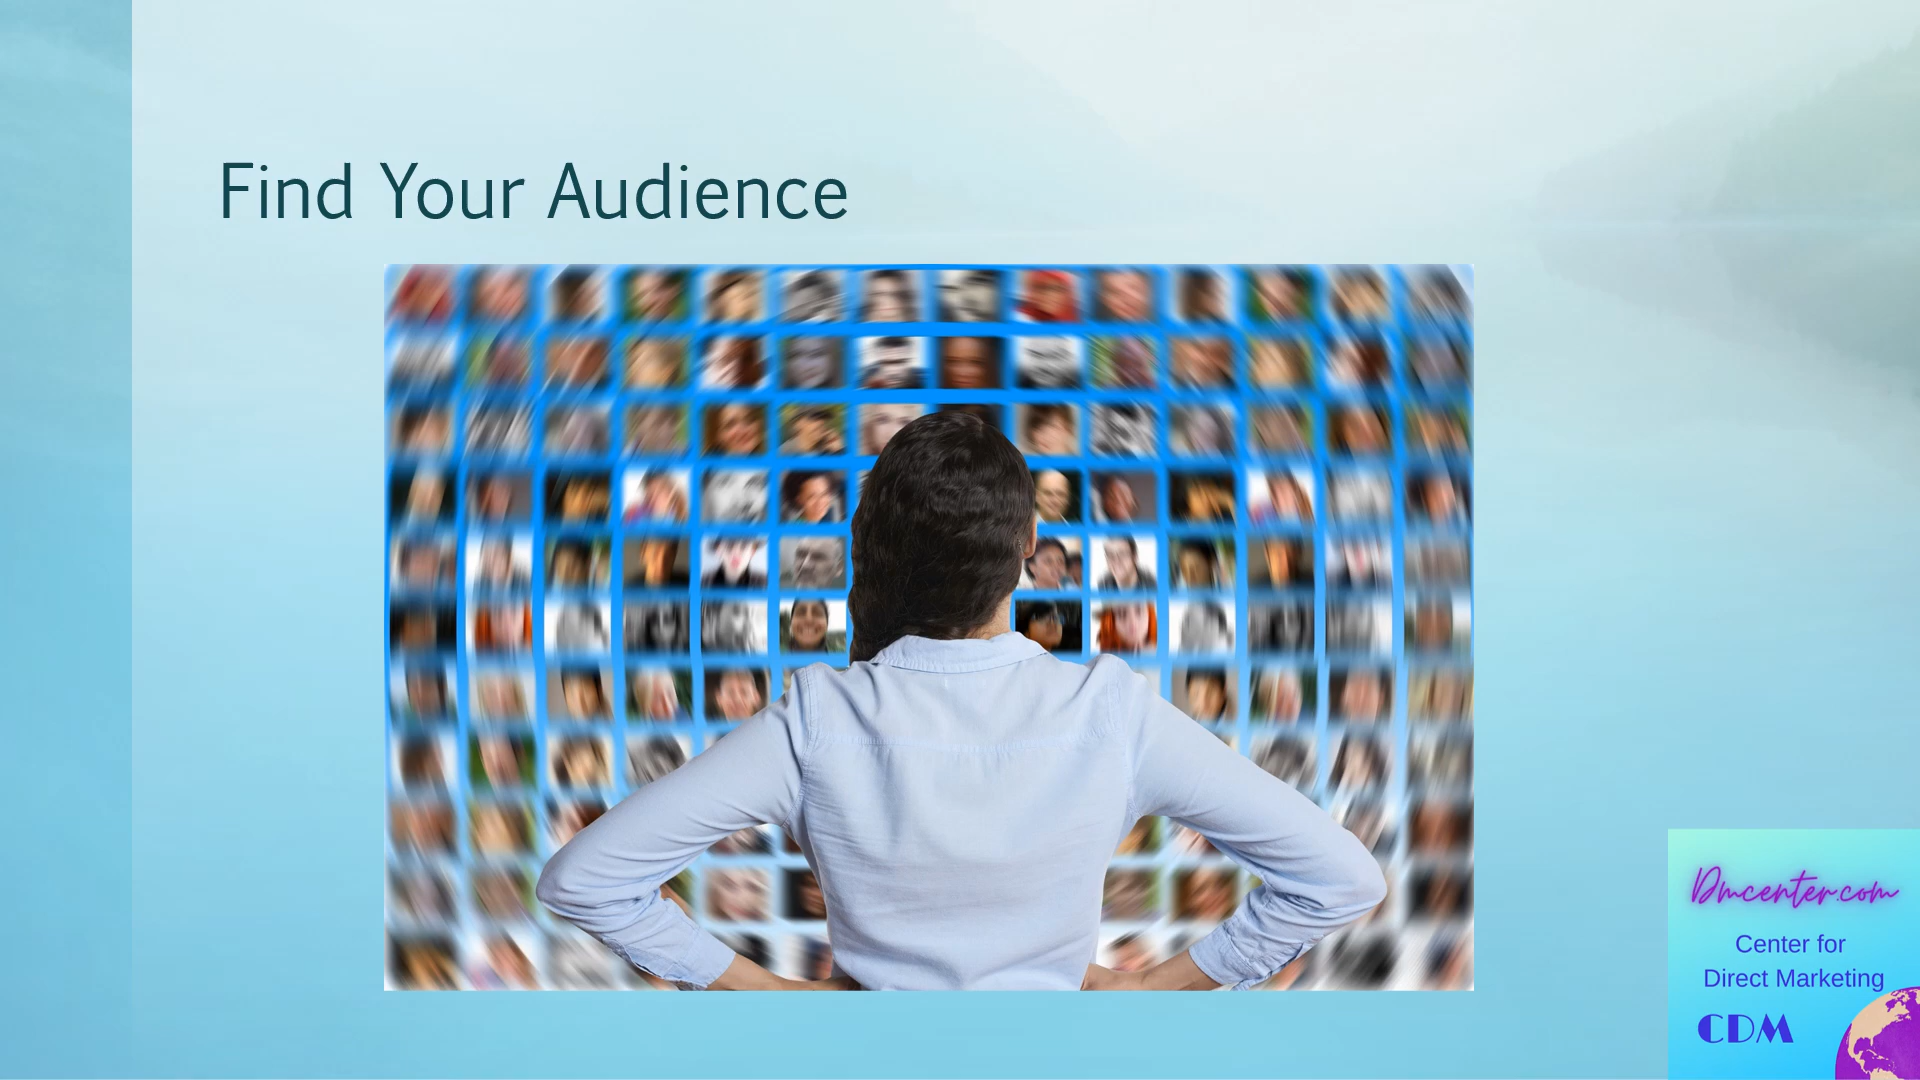 Find Your Audience
Dmcenter.com
Center for
Direct Marketing
CDM